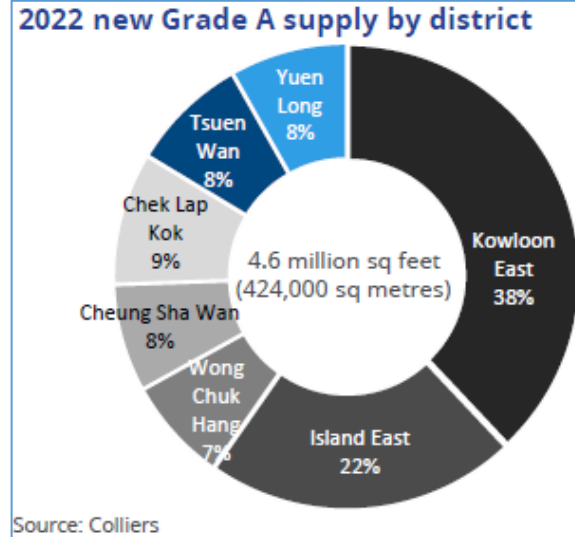 2022 new Grade A supply by district
Yuen
Long
8%
Tsuen
Wan
8%
Chek Lap
Kok
9%
Kowloon
East
38%
4.6 million sq feet
(424,000 sq metres)
Cheung Sha Wan
8%
Wong
Chuk
Hang
7%
Island East
22%
Source: Colliers